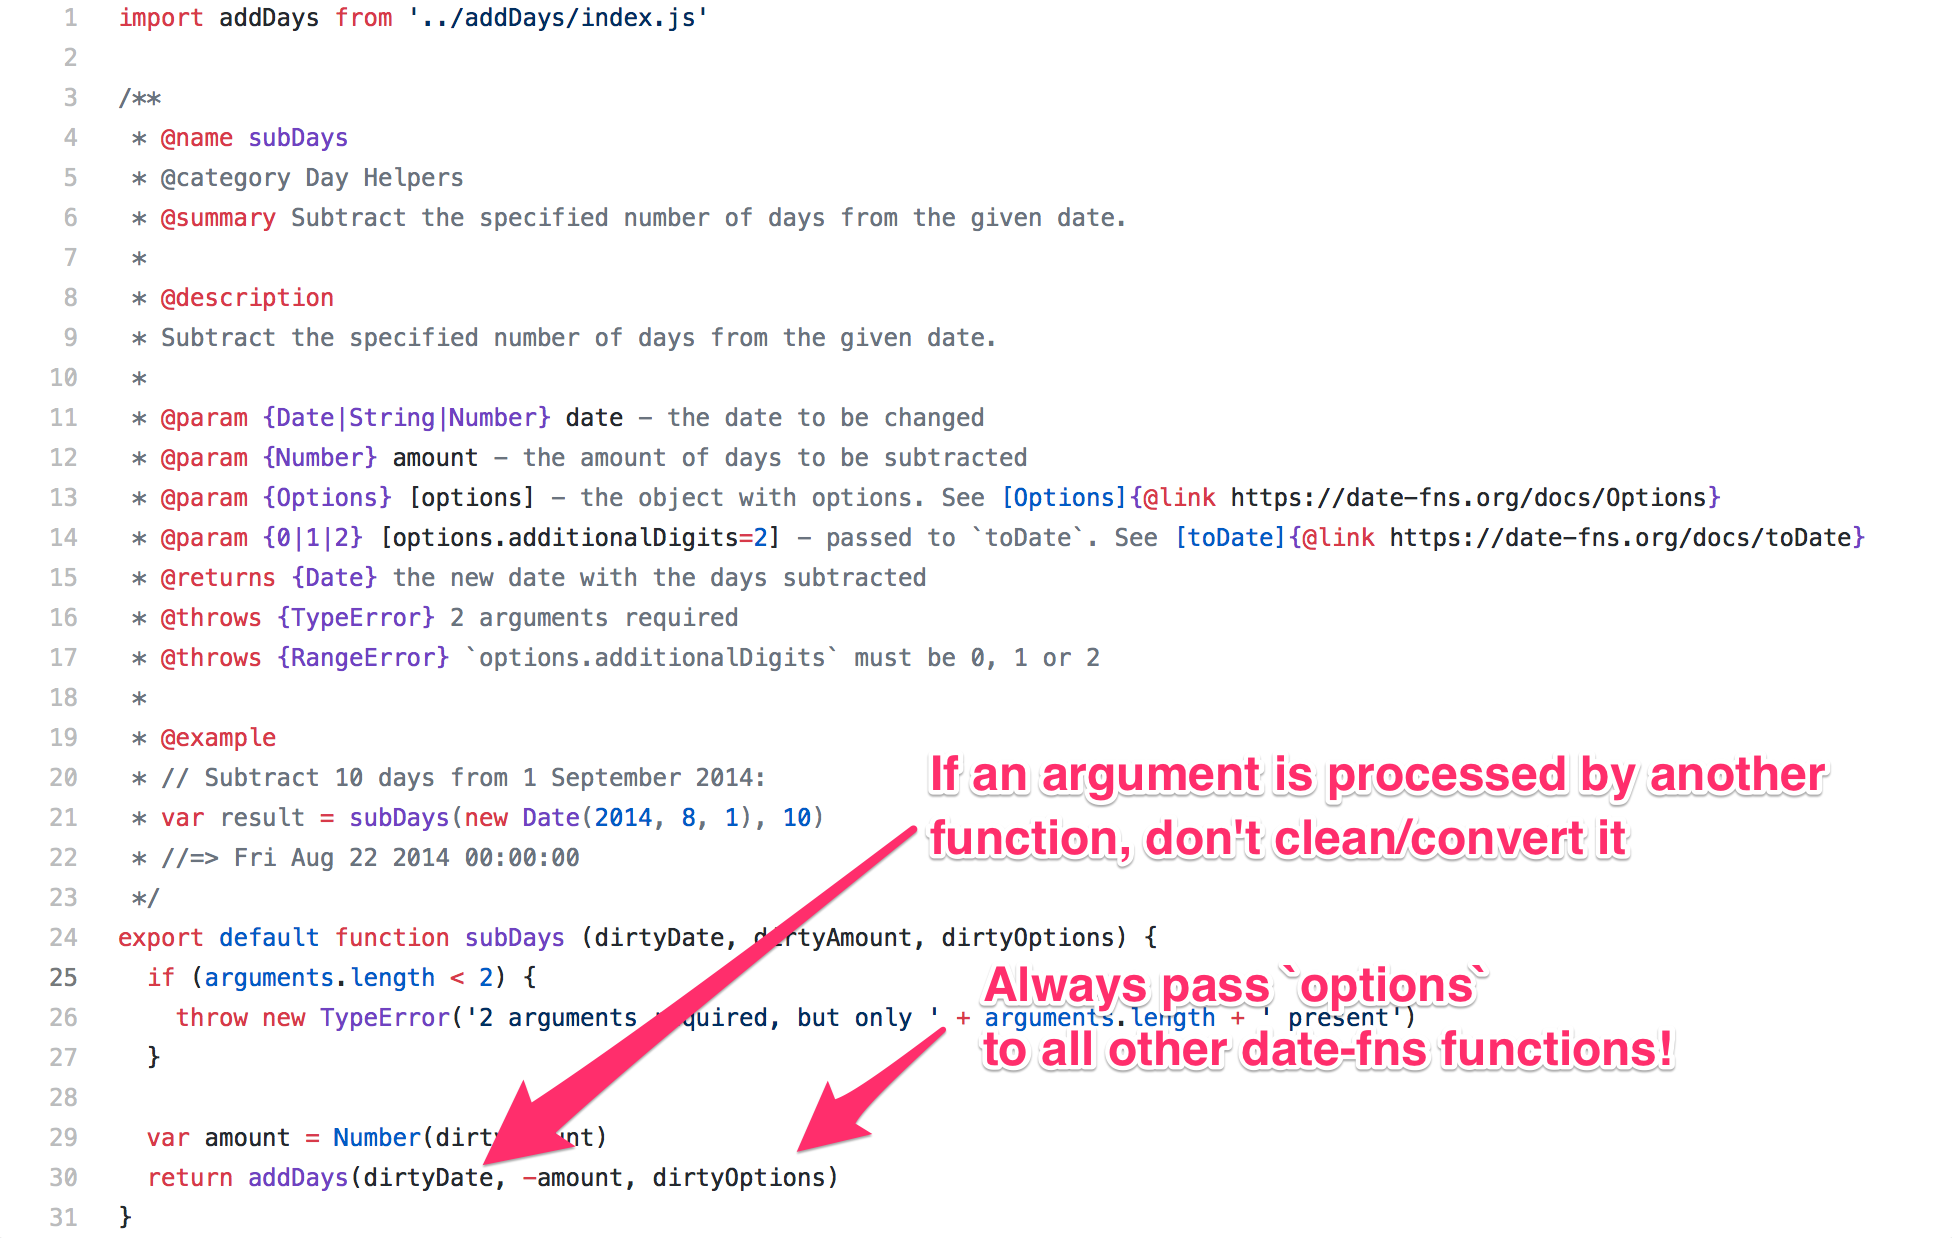 1 import addDays from '../addDays/index.js'
2
3 /**
4 * @name subDays
5 * @category Day Helpers
6 * @summary Subtract the specified number of days from the given date.
7 *
8 * @description
9 * Subtract the specified number of days from the given date.
10 *
11 * @param {Date|String|Number} date - the date to be changed
12 * @param {Number} amount - the amount of days to be subtracted
13 * @param {Options} [options] - the object with options. See [Options]{@link https://date-fns.org/docs/Options}
14 * @param {0|1|2} [options.additionalDigits=2] - passed to `toDate`. See [toDate]{@link https://date-fns.org/docs/toDate}
15 * @returns {Date} the new date with the days subtracted
16 * @throws {TypeError} 2 arguments required
17 * @throws {RangeError} `options.additionalDigits` must be 0, 1 or 2
18 *
19 * @example
20 * // Subtract 10 days from 1 September 2014:
21 * var result = subDays(new Date(2014, 8, 1), 10)
22 * //=> Fri Aug 22 2014 00:00:00
23 */
If an argument is processed by another
function, don't clean/convert it
24 export default function subDays (dirtyDate, dirtyAmount, dirtyOptions) {
25 if (arguments.length < 2) {
26 throw new TypeError('2 arguments required, but only ' + arguments.length + ' present')
27 }
Always pass `options`
to all other date-fns functions!
28
29 var amount = Number(dirtyAmount)
30 return addDays(dirtyDate, -amount, dirtyOptions)
31 }